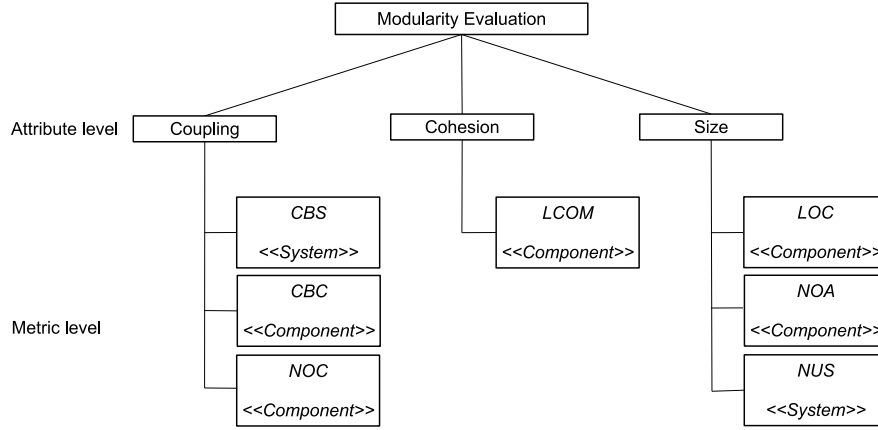 Modularity Evaluation
Attribute level
Coupling
Cohesion
Size
CBS
<<System>>
LCOM
<<Component>>
LOC
<<Component>>
Metric level
CBC
<<Component>>
NOA
<<Component>>
NOC
<<Component>>
NUS
<<System>>